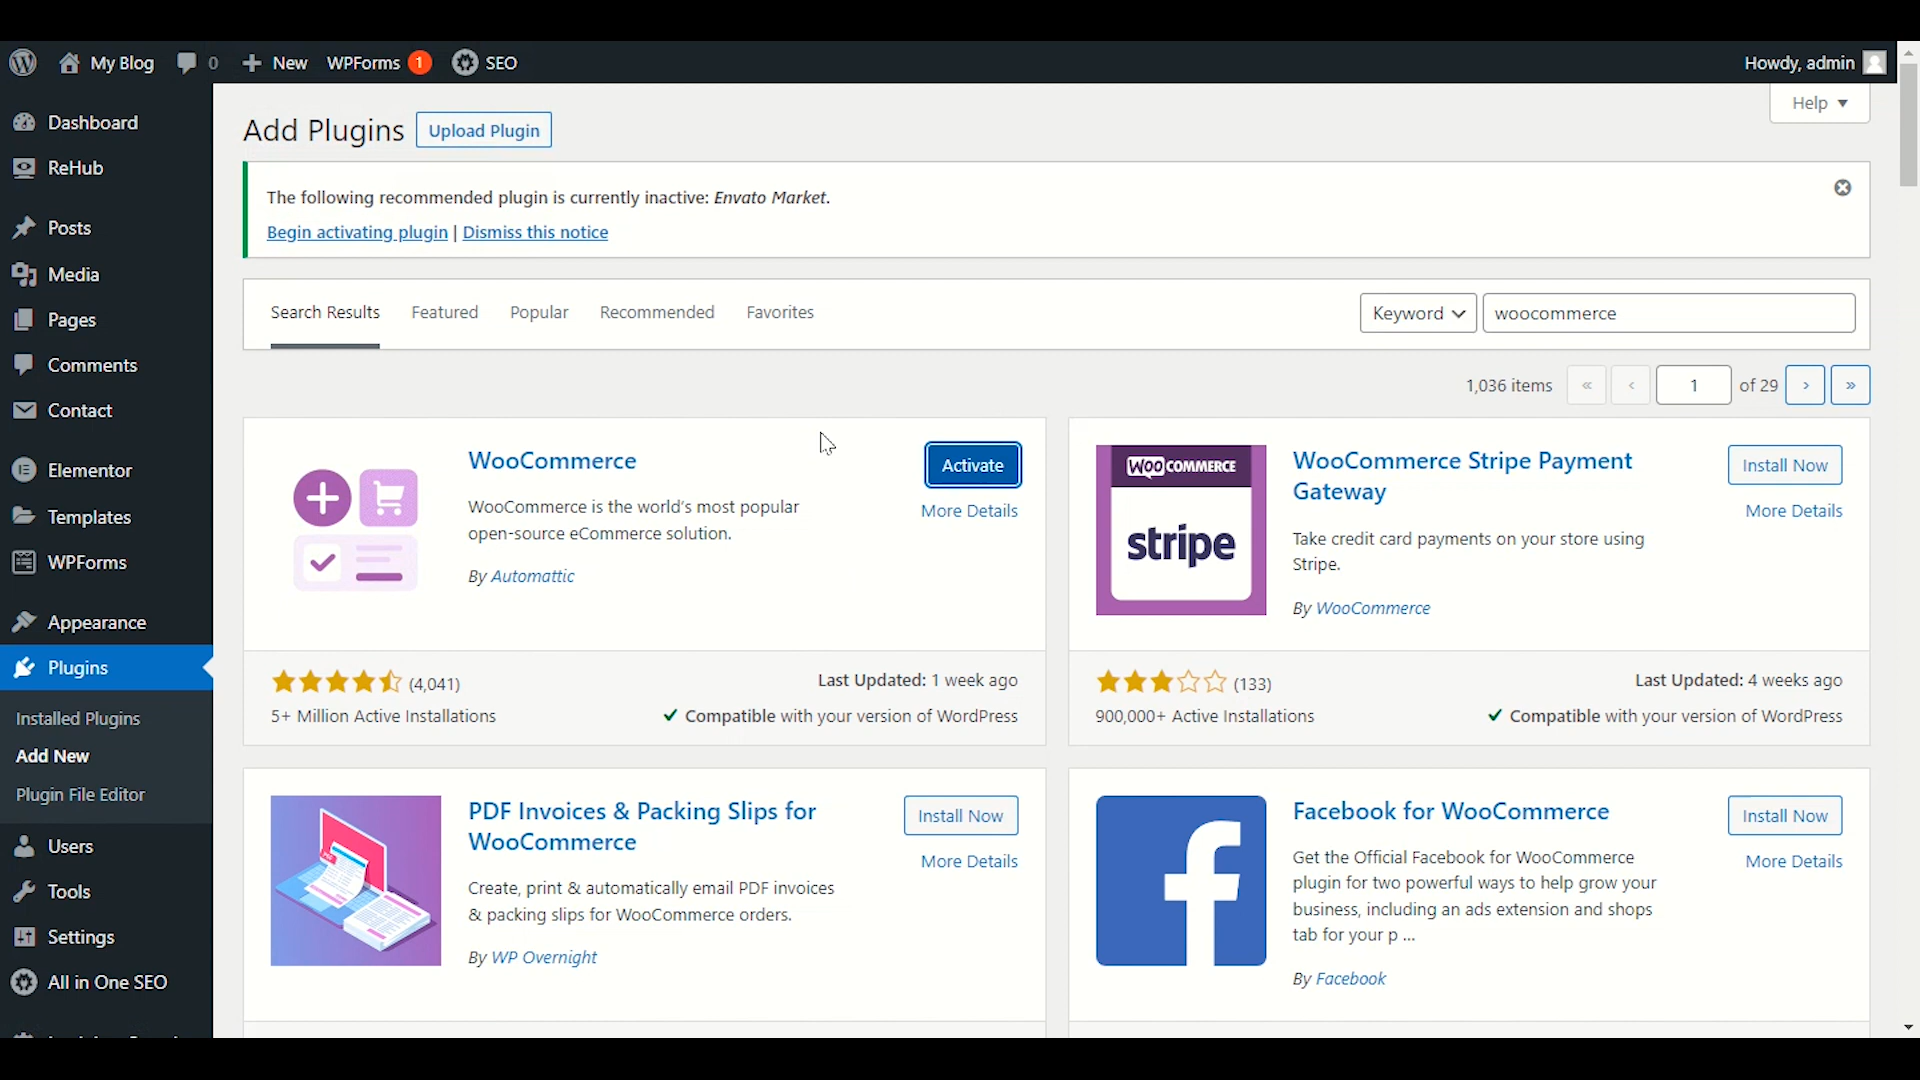 My Blog 0 New WPForms 1 SEO Howdy, admin
Dashboard
ReHub
Posts
Media
Pages
Comments
Contact
Elementor
Templates
WPForms
Appearance
Plugins
Installed Plugins
Add New
Plugin File Editor
Users
Tools
Settings
All in One SEO
Help
Add Plugins Upload Plugin
The following recommended plugin is currently inactive: Envato Market.
Begin activating plugin | Dismiss this notice
Search Results Featured Popular Recommended Favorites Keyword woocommerce
1,036 items « ‹ 1 of 29 › »
WooCommerce
Activate
More Details
WooCommerce is the world's most popular
open-source eCommerce solution.
By Automattic
(4,041)
5+ Million Active Installations
Last Updated: 1 week ago
Compatible with your version of WordPress
WOO COMMERCE
stripe
WooCommerce Stripe Payment
Gateway
Install Now
More Details
Take credit card payments on your store using
Stripe.
By WooCommerce
(133)
900,000+ Active Installations
Last Updated: 4 weeks ago
Compatible with your version of WordPress
PDF Invoices & Packing Slips for
WooCommerce
Install Now
More Details
Create, print & automatically email PDF invoices
& packing slips for WooCommerce orders.
By WP Overnight
Facebook for WooCommerce
Install Now
More Details
Get the Official Facebook for WooCommerce
plugin for two powerful ways to help grow your
business, including an ads extension and shops
tab for your p ...
By Facebook